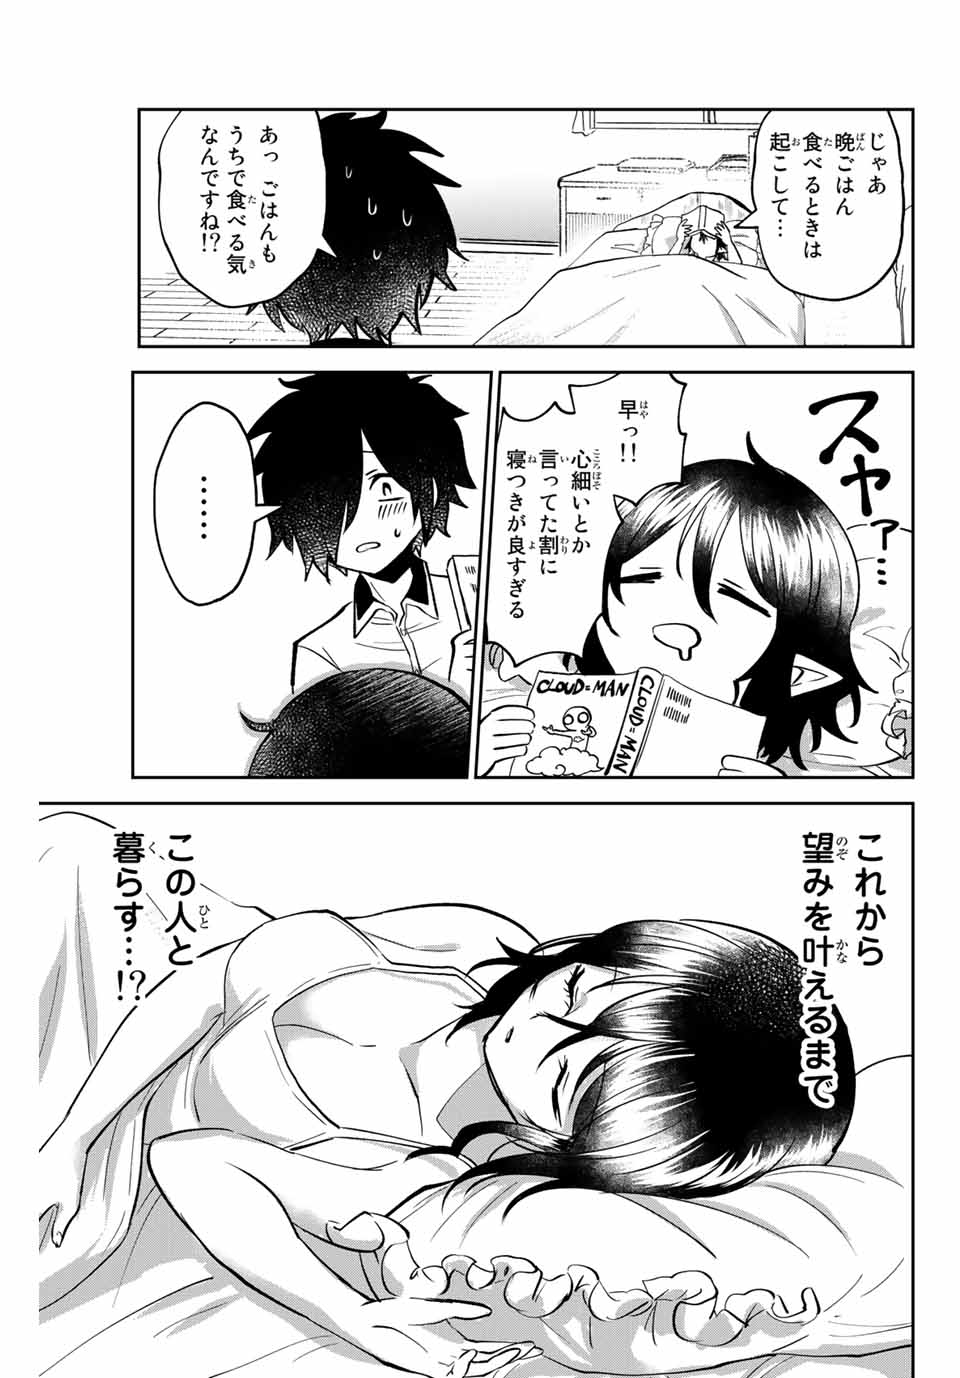 じゃあ
晩ごはん
食べるときは
起こして…
あっ ごはんも
うちで食べる気
なんですね!?
スヤァ…
早っ!!
心細いとか
言ってた割に
寝つきが良すぎる
CLOUD=MAN
CLOUD=MAN
……
これから
望みを叶えるまで
この人と
暮らす…!?